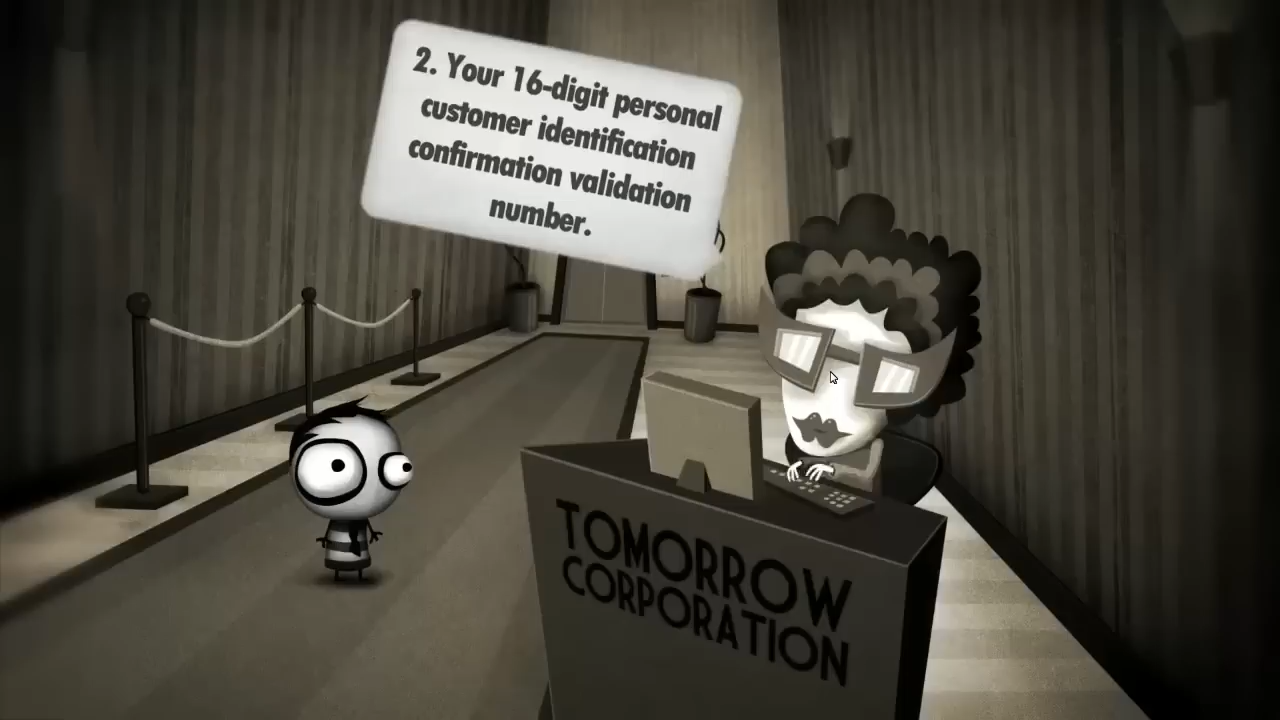 2. Your 16-digit personal
customer identification
confirmation validation
number.
TOMORROW
CORPORATION